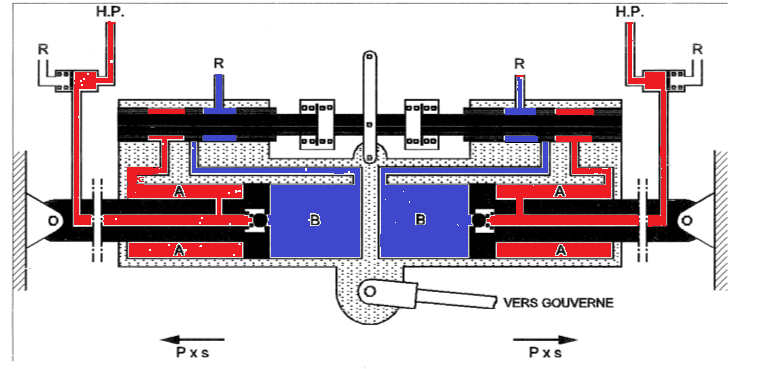 H.P. H.P.
R R
R R
A A
B B
A A
VERS GOUVERNE
P x s P x s